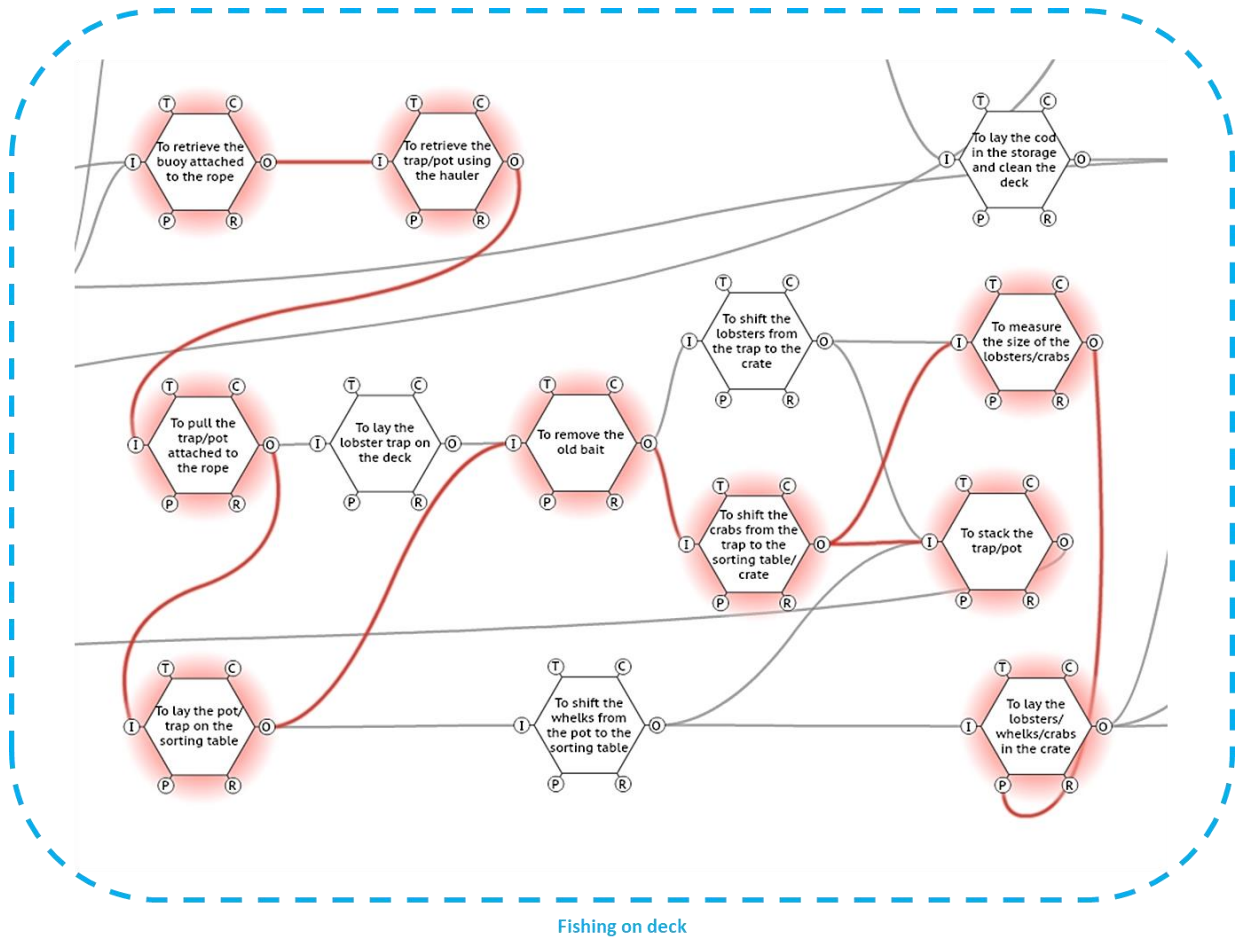 T C
To retrieve the
buoy attached
to the rope
I O
P R
T C
To retrieve the
trap/pot using
the hauler
I O
P R
T C
To lay the cod
in the storage
and clean the
deck
I O
P R
T C
To shift the
lobsters from
the trap to the
crate
I O
P R
T C
To measure
the size of the
lobsters/crabs
I O
P R
T C
To pull the
trap/pot
attached to
the rope
I O
P R
T C
To lay the
lobster trap on
the deck
I O
P R
T C
To remove the
old bait
I O
P R
T C
To shift the
crabs from the
trap to the
sorting table/
crate
I O
P R
T C
To stack the
trap/pot
I O
P R
T C
To lay the pot/
trap on the
sorting table
I O
P R
T C
To shift the
whelks from
the pot to the
sorting table
I O
P R
T C
To lay the
lobsters/
whelks/crabs
in the crate
I O
P R
Fishing on deck